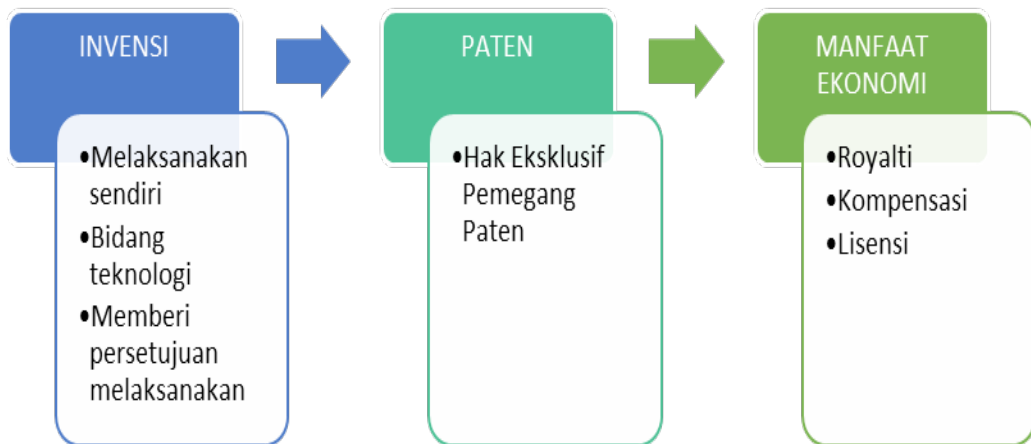 INVENSI
•Melaksanakan
sendiri
•Bidang
teknologi
•Memberi
persetujuan
melaksanakan
PATEN
•Hak Eksklusif
Pemegang
Paten
MANFAAT
EKONOMI
•Royalti
•Kompensasi
•Lisensi